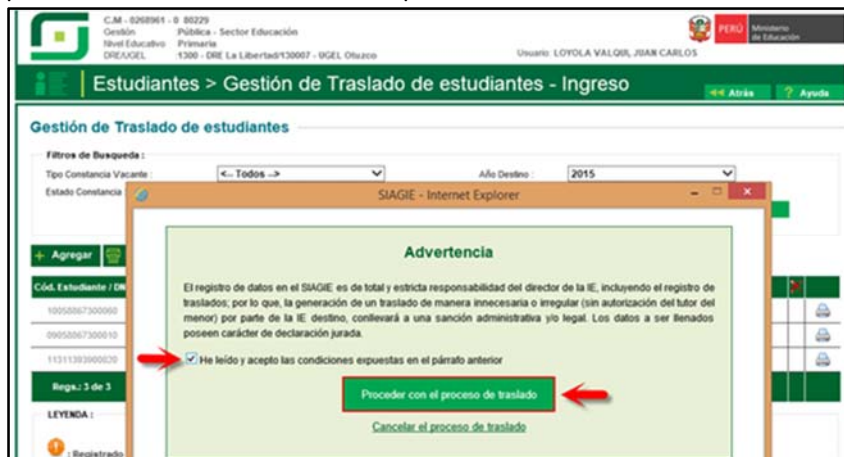 C.M - 0268961 - 0 80229
Gestión Pública - Sector Educación
Nivel Educativo Primaria
DRE/UGEL 1300 - DRE La Libertad/130007 - UGEL Otuzco
Usuario: LOYOLA VALQUI, JUAN CARLOS
PERÚ Ministerio de Educación
Estudiantes > Gestión de Traslado de estudiantes - Ingreso
Atrás ? Ayuda
Gestión de Traslado de estudiantes
Filtros de Busqueda :
Tipo Constancia Vacante : <-- Todos --> Año Destino : 2015
Estado Constancia
SIAGIE - Internet Explorer
Advertencia
+ Agregar
El registro de datos en el SIAGIE es de total y estricta responsabilidad del director de la IE, incluyendo el registro de
traslados; por lo que, la generación de un traslado de manera innecesaria o irregular (sin autorización del tutor del
menor) por parte de la IE destino, conllevará a una sanción administrativa y/o legal. Los datos a ser llenados
poseen carácter de declaración jurada.
Cód. Estudiante / DNI
10058867300060
09058867300010
11311393900020
He leído y acepto las condiciones expuestas en el párrafo anterior
Regs.: 3 de 3
Proceder con el proceso de traslado
LEYENDA :
Cancelar el proceso de traslado
: Registrado